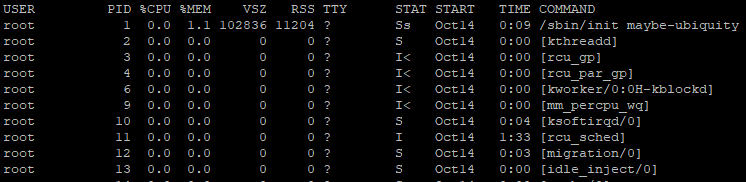 USER PID %CPU %MEM VSZ RSS TTY STAT START TIME COMMAND
root 1 0.0 1.1 102836 11204 ? Ss Oct14 0:09 /sbin/init maybe-ubiquity
root 2 0.0 0.0 0 0 ? S Oct14 0:00 [kthreadd]
root 3 0.0 0.0 0 0 ? I< Oct14 0:00 [rcu_gp]
root 4 0.0 0.0 0 0 ? I< Oct14 0:00 [rcu_par_gp]
root 6 0.0 0.0 0 0 ? I< Oct14 0:00 [kworker/0:0H-kblockd]
root 9 0.0 0.0 0 0 ? I< Oct14 0:00 [mm_percpu_wq]
root 10 0.0 0.0 0 0 ? S Oct14 0:04 [ksoftirqd/0]
root 11 0.0 0.0 0 0 ? I Oct14 1:33 [rcu_sched]
root 12 0.0 0.0 0 0 ? S Oct14 0:03 [migration/0]
root 13 0.0 0.0 0 0 ? S Oct14 0:00 [idle_inject/0]